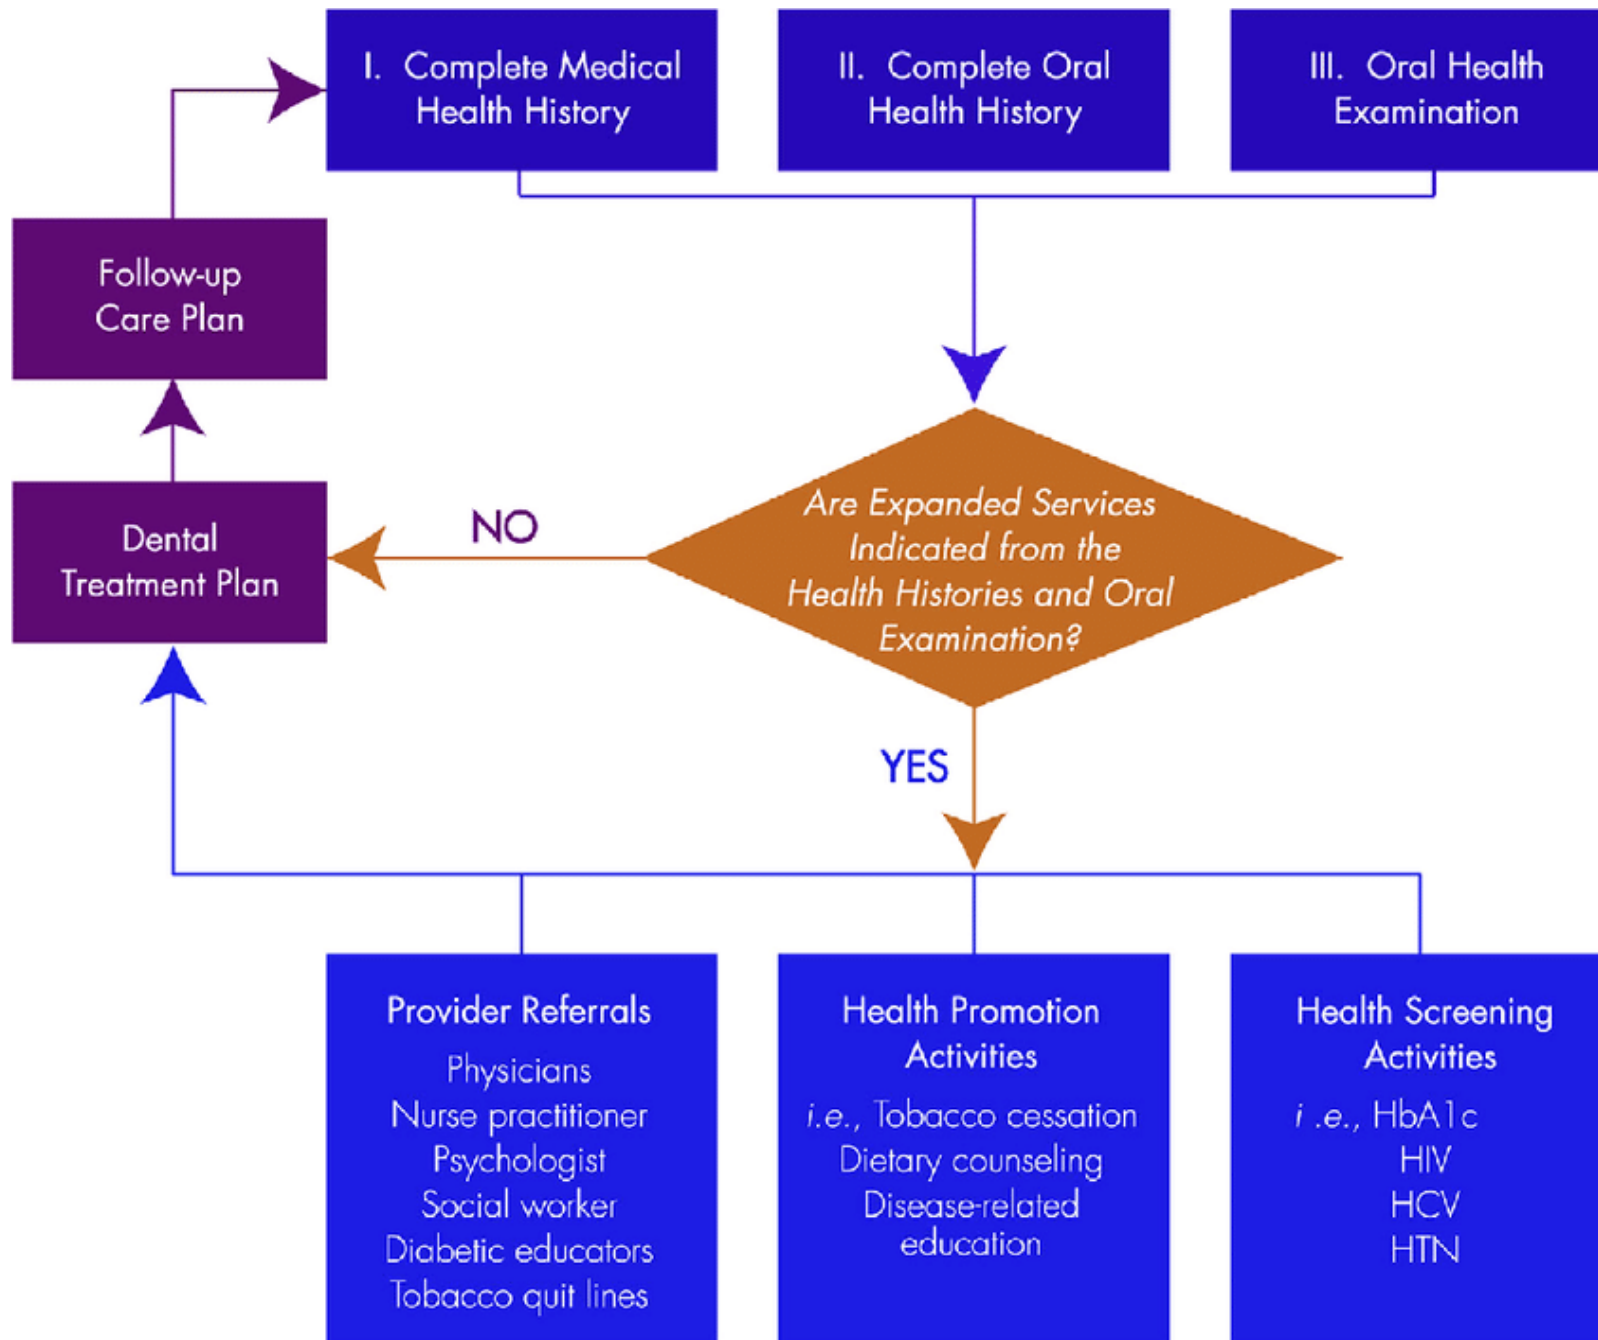 I. Complete Medical
Health History
II. Complete Oral
Health History
III. Oral Health
Examination
Follow-up
Care Plan
Dental
Treatment Plan
NO
Are Expanded Services
Indicated from the
Health Histories and Oral
Examination?
YES
Provider Referrals
Physicians
Nurse practitioner
Psychologist
Social worker
Diabetic educators
Tobacco quit lines
Health Promotion
Activities
i.e., Tobacco cessation
Dietary counseling
Disease-related
education
Health Screening
Activities
i .e., HbA1c
HIV
HCV
HTN